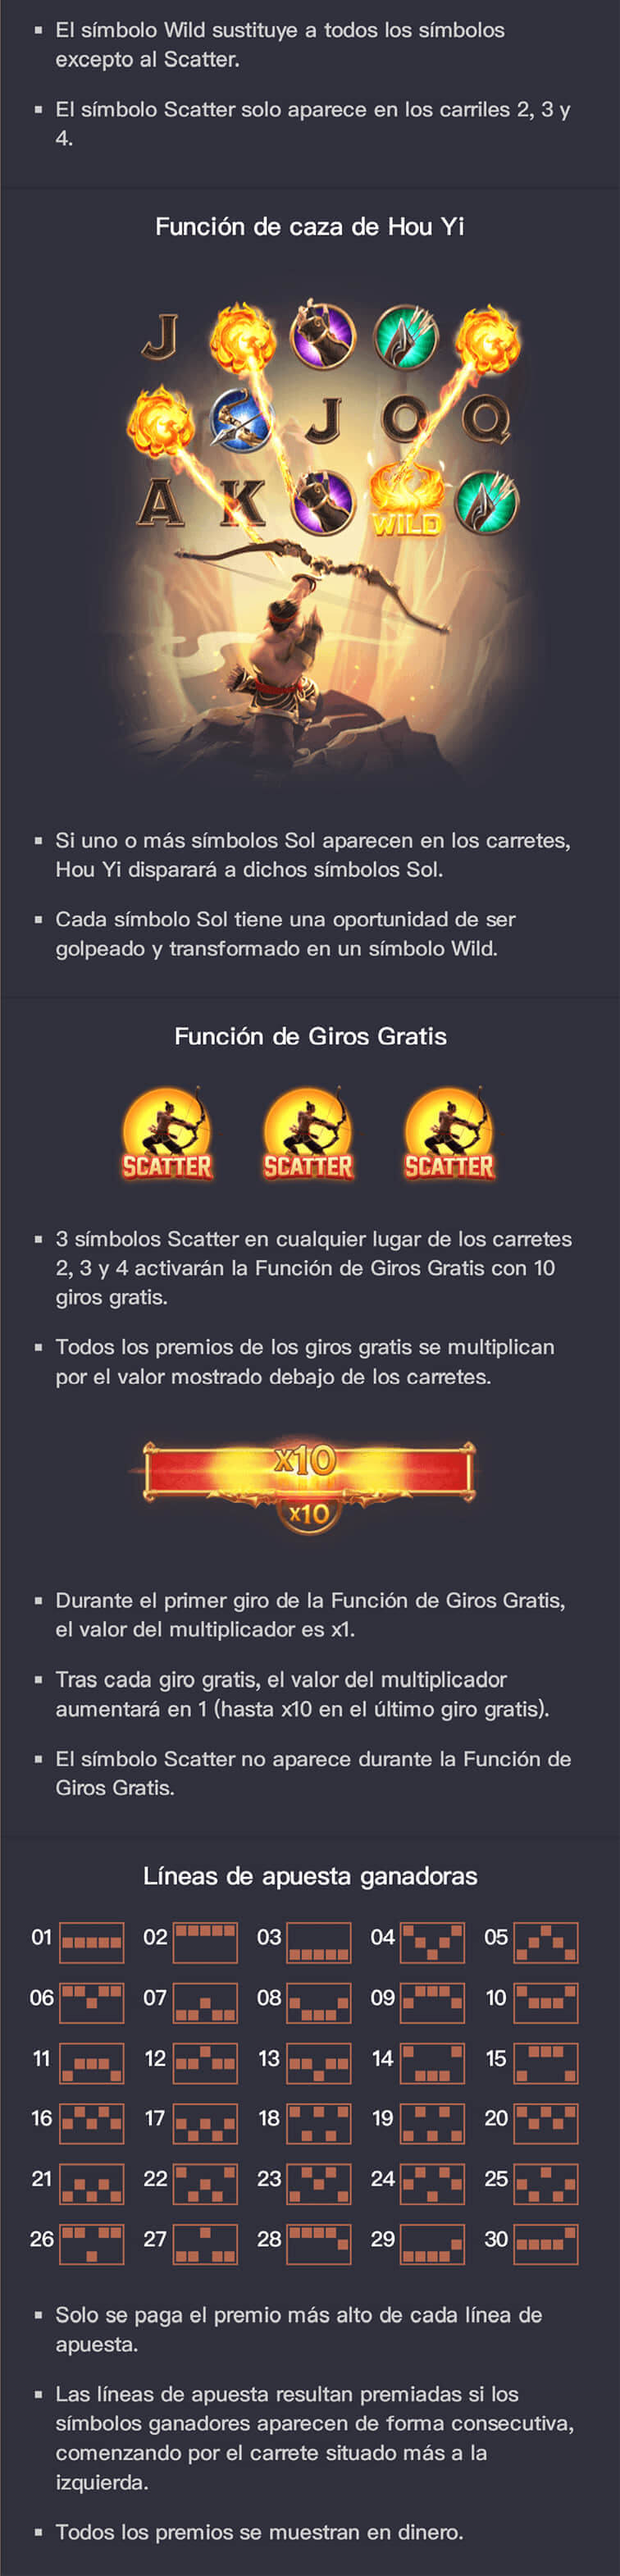 ▪ El símbolo Wild sustituye a todos los símbolos
excepto al Scatter.
▪ El símbolo Scatter solo aparece en los carriles 2, 3 y
4.
Función de caza de Hou Yi
J
J Q Q
A K
WILD
▪ Si uno o más símbolos Sol aparecen en los carretes,
Hou Yi disparará a dichos símbolos Sol.
▪ Cada símbolo Sol tiene una oportunidad de ser
golpeado y transformado en un símbolo Wild.
Función de Giros Gratis
SCATTER SCATTER SCATTER
▪ 3 símbolos Scatter en cualquier lugar de los carretes
2, 3 y 4 activarán la Función de Giros Gratis con 10
giros gratis.
▪ Todos los premios de los giros gratis se multiplican
por el valor mostrado debajo de los carretes.
x10
x10
▪ Durante el primer giro de la Función de Giros Gratis,
el valor del multiplicador es x1.
▪ Tras cada giro gratis, el valor del multiplicador
aumentará en 1 (hasta x10 en el último giro gratis).
▪ El símbolo Scatter no aparece durante la Función de
Giros Gratis.
Líneas de apuesta ganadoras
01 02 03 04 05
06 07 08 09 10
11 12 13 14 15
16 17 18 19 20
21 22 23 24 25
26 27 28 29 30
▪ Solo se paga el premio más alto de cada línea de
apuesta.
▪ Las líneas de apuesta resultan premiadas si los
símbolos ganadores aparecen de forma consecutiva,
comenzando por el carrete situado más a la
izquierda.
▪ Todos los premios se muestran en dinero.